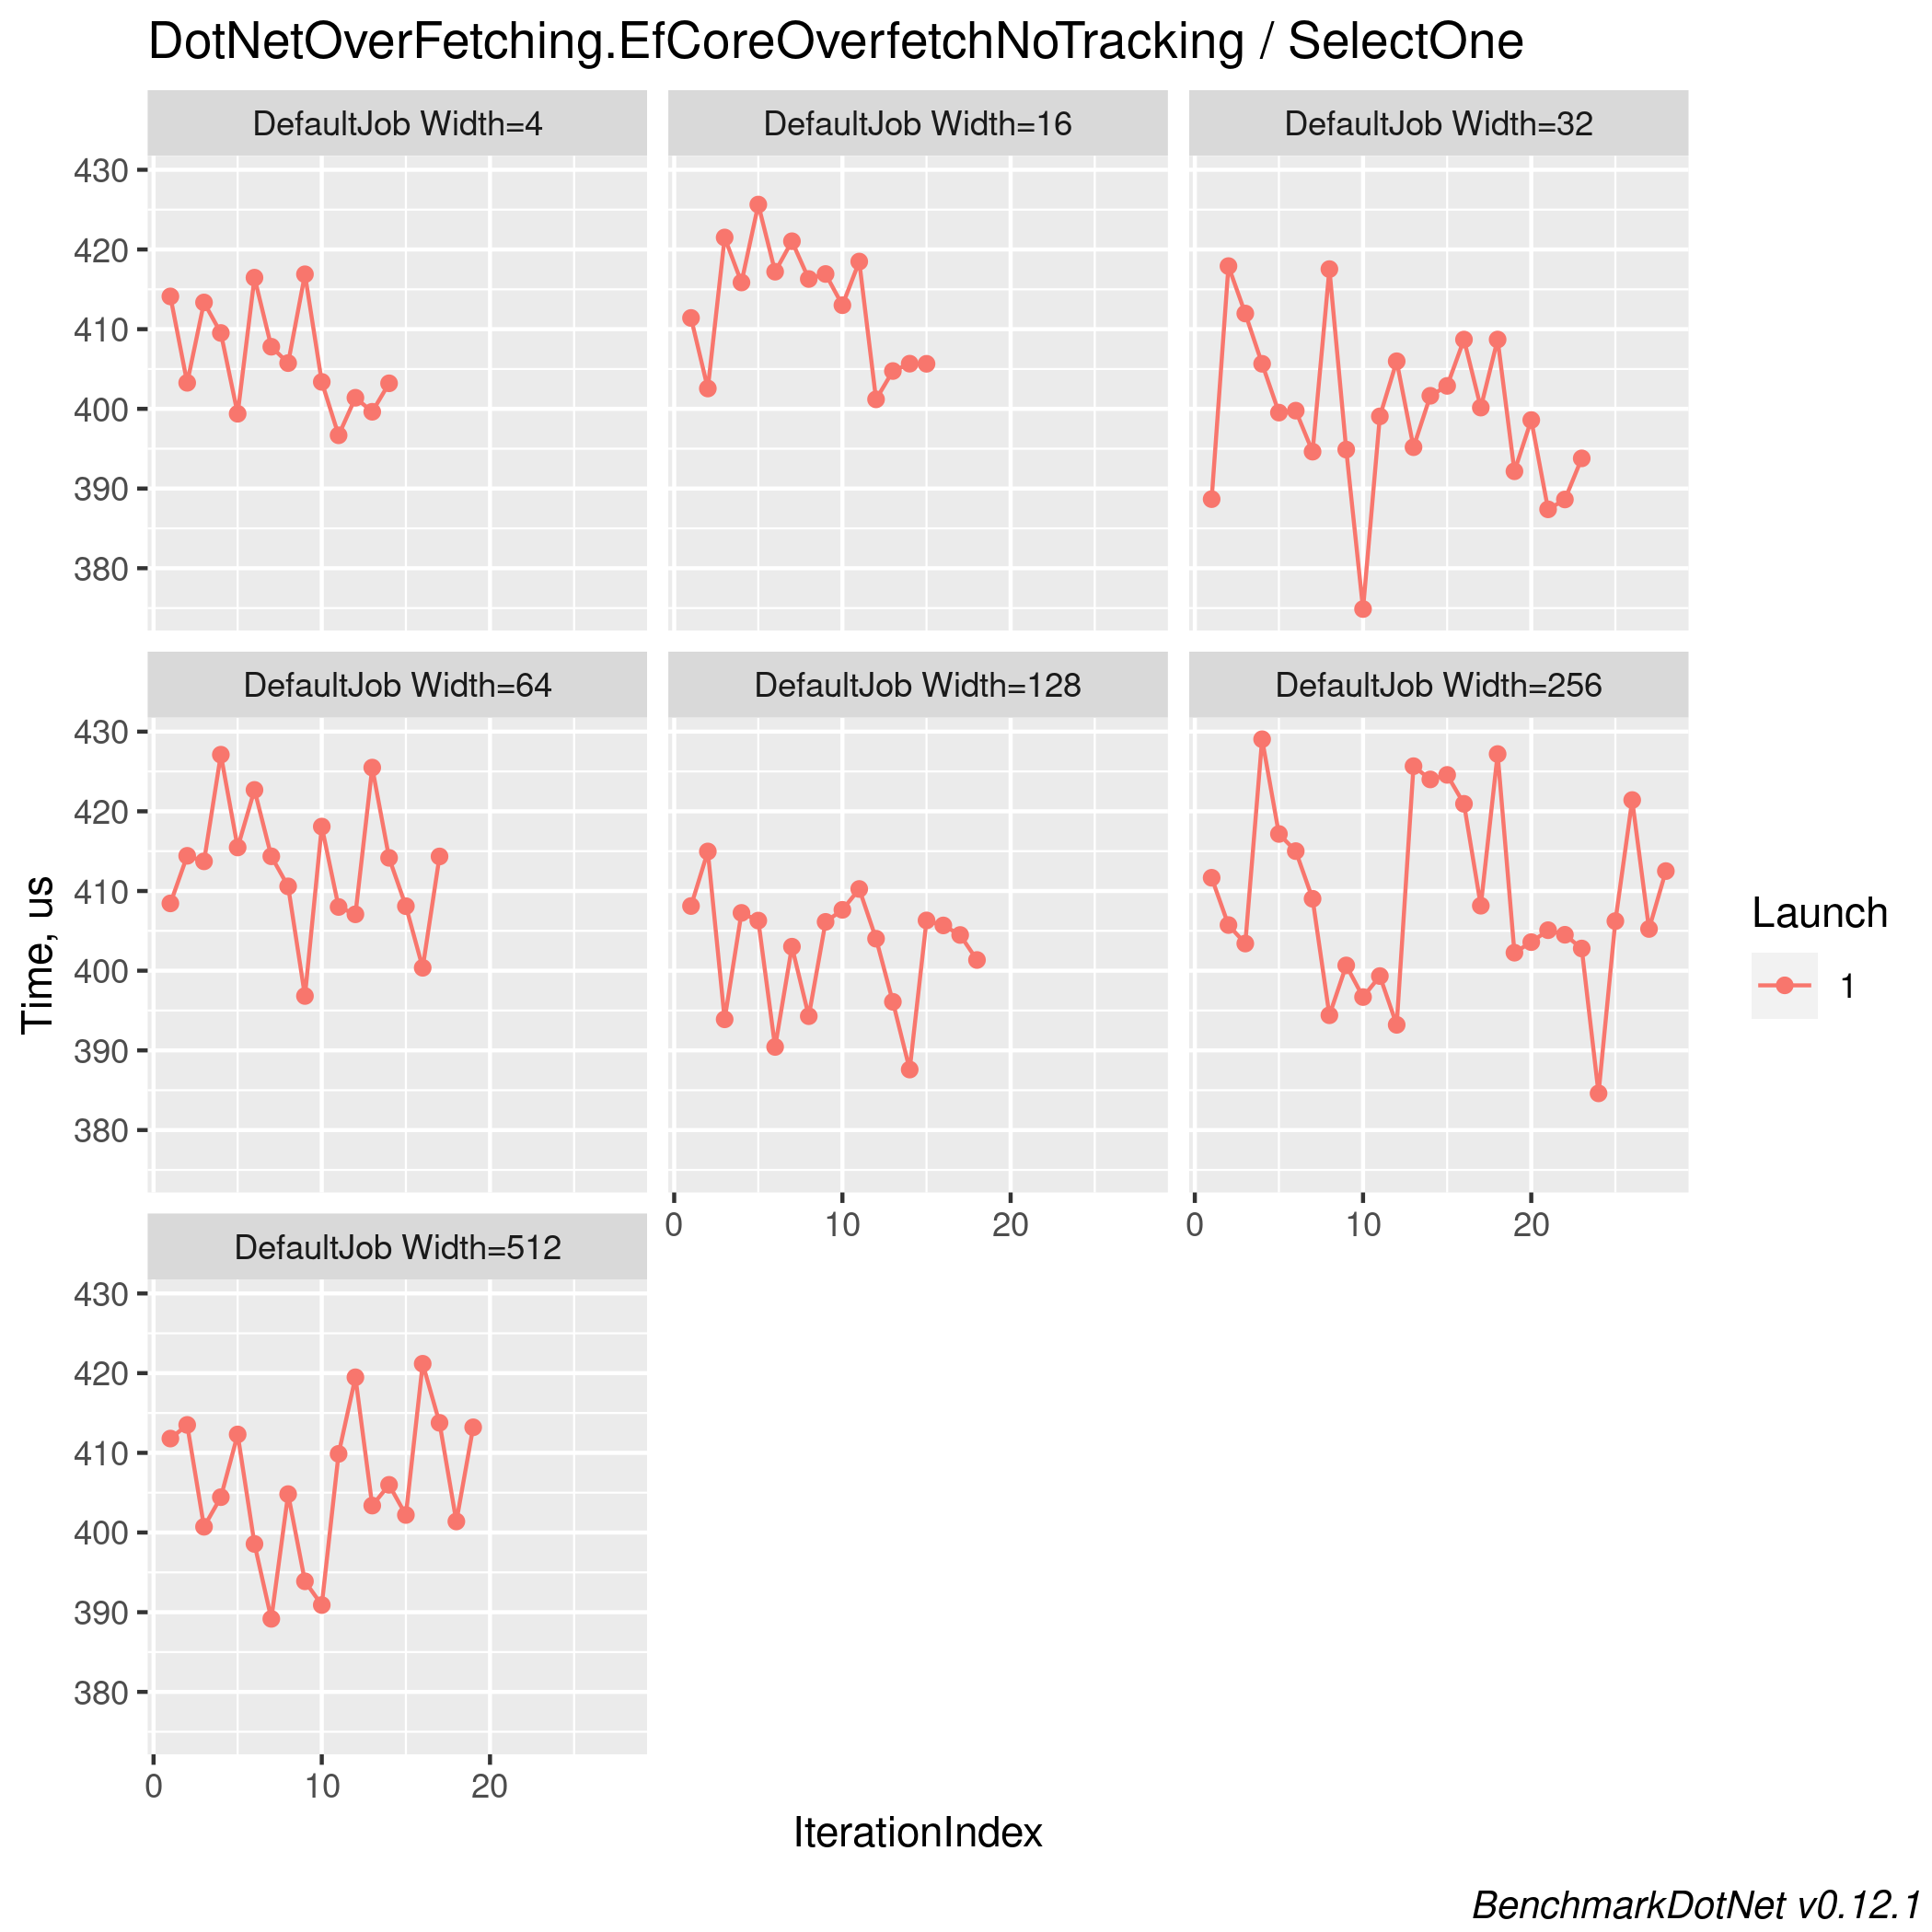 DotNetOverFetching.EfCoreOverfetchNoTracking / SelectOne
DefaultJob Width=4
DefaultJob Width=16
DefaultJob Width=32
430
420
410
400
390
380
DefaultJob Width=64
DefaultJob Width=128
DefaultJob Width=256
430
420
410
400
390
380
0
10
20
0
10
20
DefaultJob Width=512
430
420
410
400
390
380
0
10
20
Time, us
IterationIndex
Launch
1
BenchmarkDotNet v0.12.1